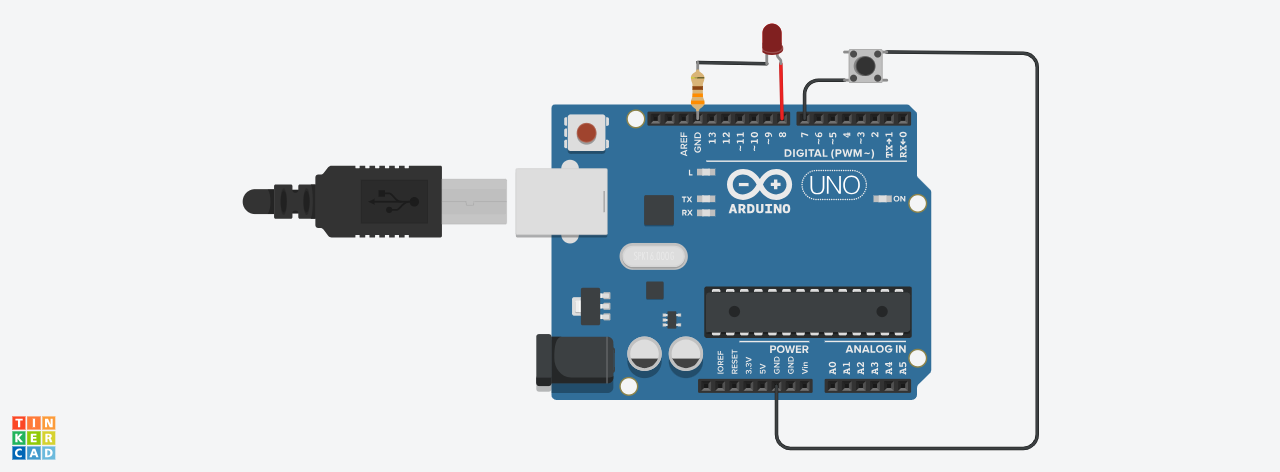 AREF
GND
13
12
~11
~10
~9
8
7
~6
~5
4
~3
2
TX→1
RX←0
DIGITAL (PWM~)
L
TX
RX
ARDUINO
UNO
ON
POWER
ANALOG IN
IOREF
RESET
3.3V
5V
GND
GND
Vin
A0
A1
A2
A3
A4
A5
TIN
KER
CAD